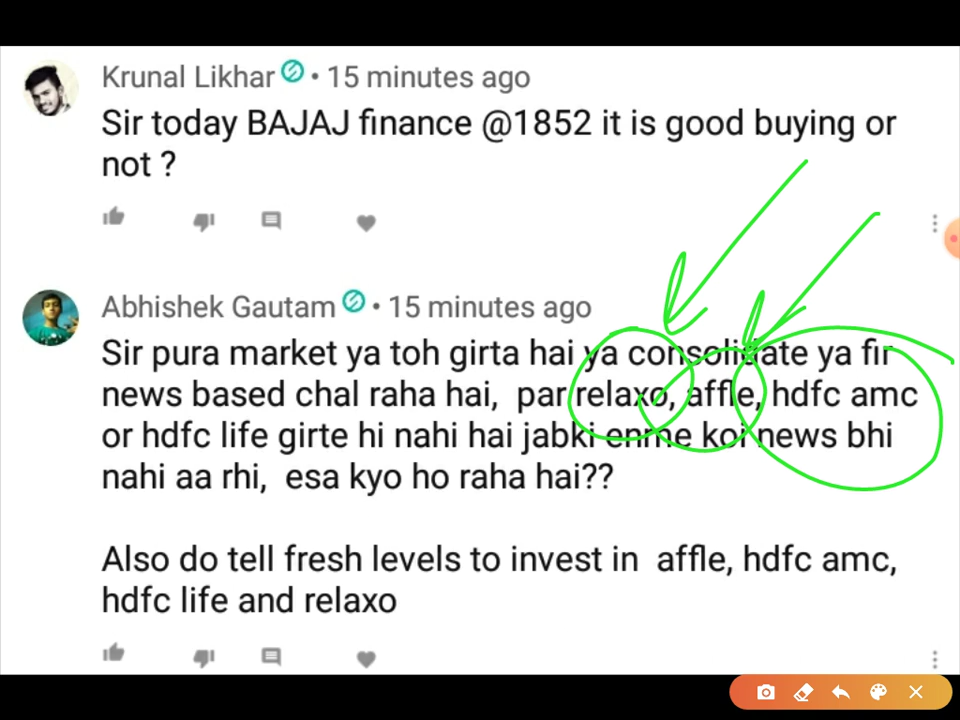 Krunal Likhar • 15 minutes ago
Sir today BAJAJ finance @1852 it is good buying or
not ?
Abhishek Gautam • 15 minutes ago
Sir pura market ya toh girta hai ya consolidate ya fir
news based chal raha hai,  par relaxo, affle, hdfc amc
or hdfc life girte hi nahi hai jabki enme koi news bhi
nahi aa rhi,  esa kyo ho raha hai??
Also do tell fresh levels to invest in  affle, hdfc amc,
hdfc life and relaxo